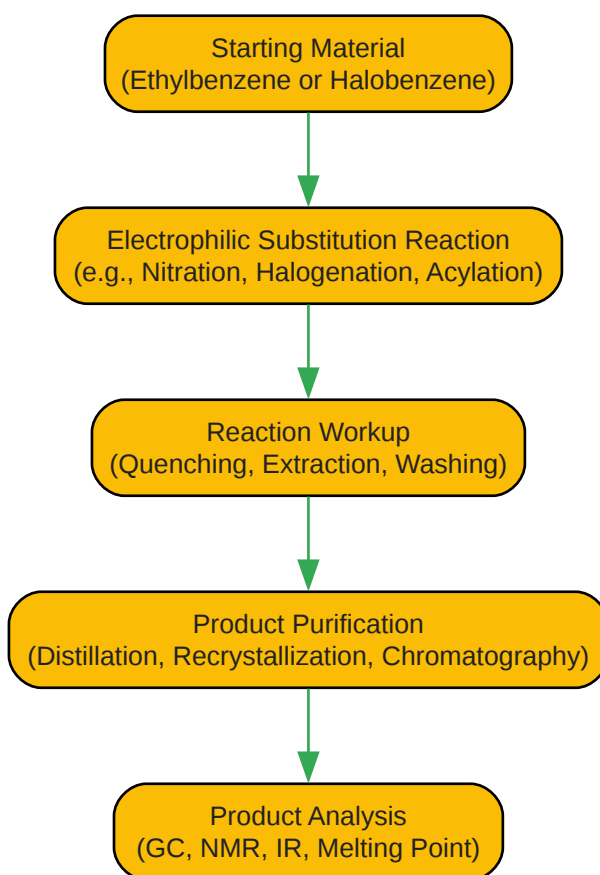 Starting Material
(Ethylbenzene or Halobenzene)
Electrophilic Substitution Reaction
(e.g., Nitration, Halogenation, Acylation)
Reaction Workup
(Quenching, Extraction, Washing)
Product Purification
(Distillation, Recrystallization, Chromatography)
Product Analysis
(GC, NMR, IR, Melting Point)